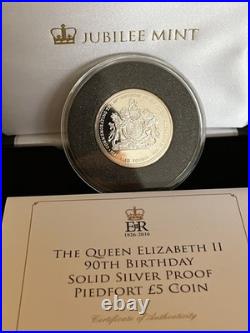 JUBILEE MINT
E R
1926-2016
THE QUEEN ELIZABETH II
90TH BIRTHDAY
SOLID SILVER PROOF
PIEDFORT £5 COIN
Certificate of Authenticity